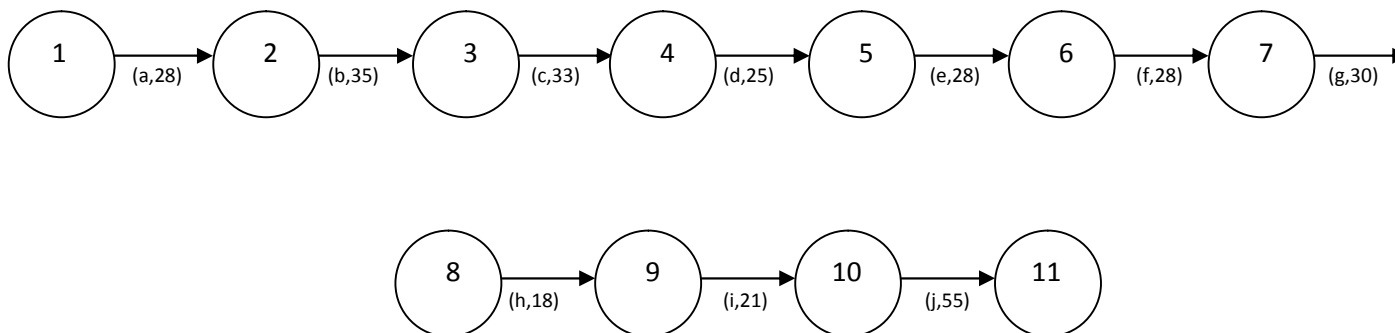 1 2 3 4 5 6 7
(a,28) (b,35) (c,33) (d,25) (e,28) (f,28) (g,30)
8 9 10 11
(h,18) (i,21) (j,55)